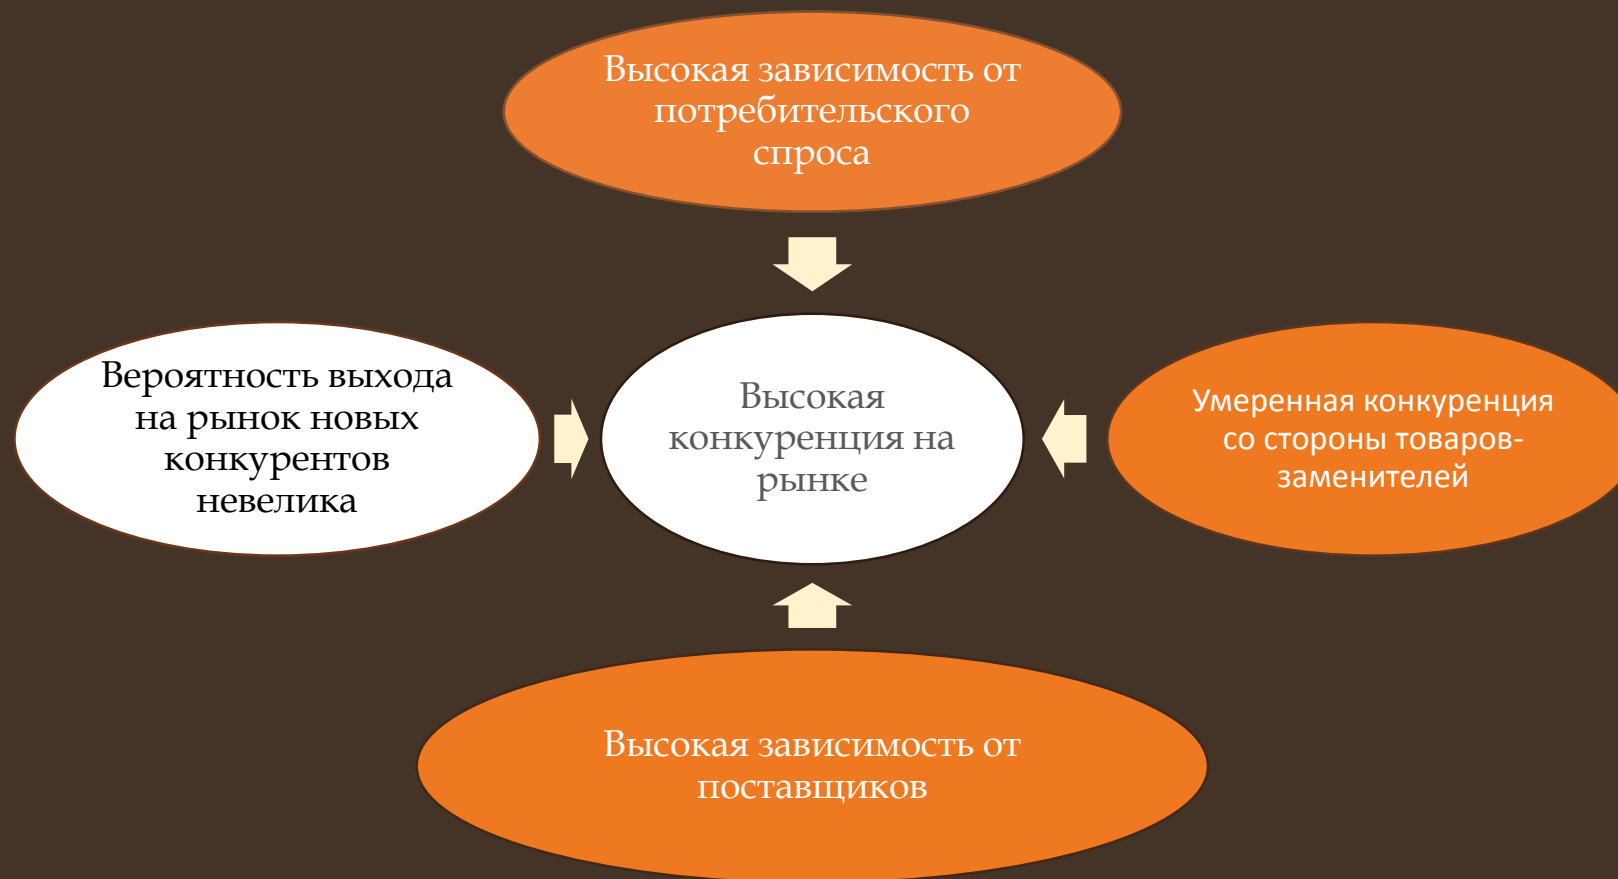 Высокая зависимость от
потребительского
спроса
Вероятность выхода
на рынок новых
конкурентов
невелика
Высокая
конкуренция на
рынке
Умеренная конкуренция
со стороны товаров-
заменителей
Высокая зависимость от
поставщиков